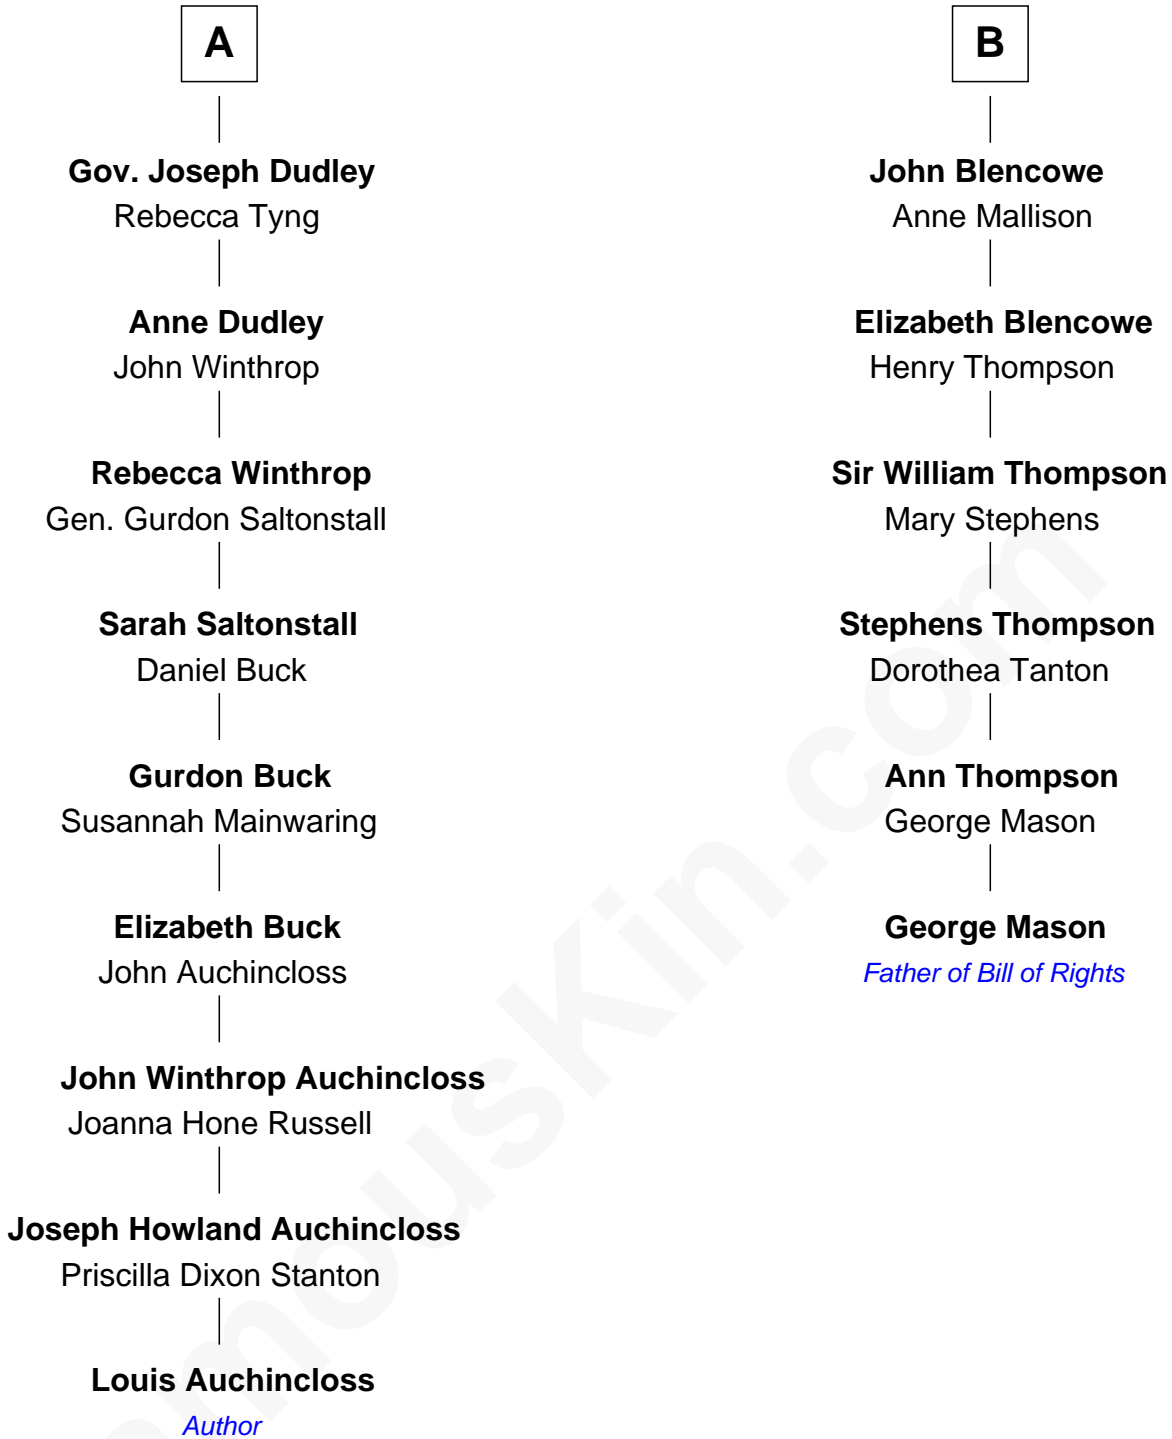 A
Gov. Joseph Dudley
Rebecca Tyng
Anne Dudley
John Winthrop
Rebecca Winthrop
Gen. Gurdon Saltonstall
Sarah Saltonstall
Daniel Buck
Gurdon Buck
Susannah Mainwaring
Elizabeth Buck
John Auchincloss
John Winthrop Auchincloss
Joanna Hone Russell
Joseph Howland Auchincloss
Priscilla Dixon Stanton
Louis Auchincloss
Author
B
John Blencowe
Anne Mallison
Elizabeth Blencowe
Henry Thompson
Sir William Thompson
Mary Stephens
Stephens Thompson
Dorothea Tanton
Ann Thompson
George Mason
George Mason
Father of Bill of Rights
amouskin.com